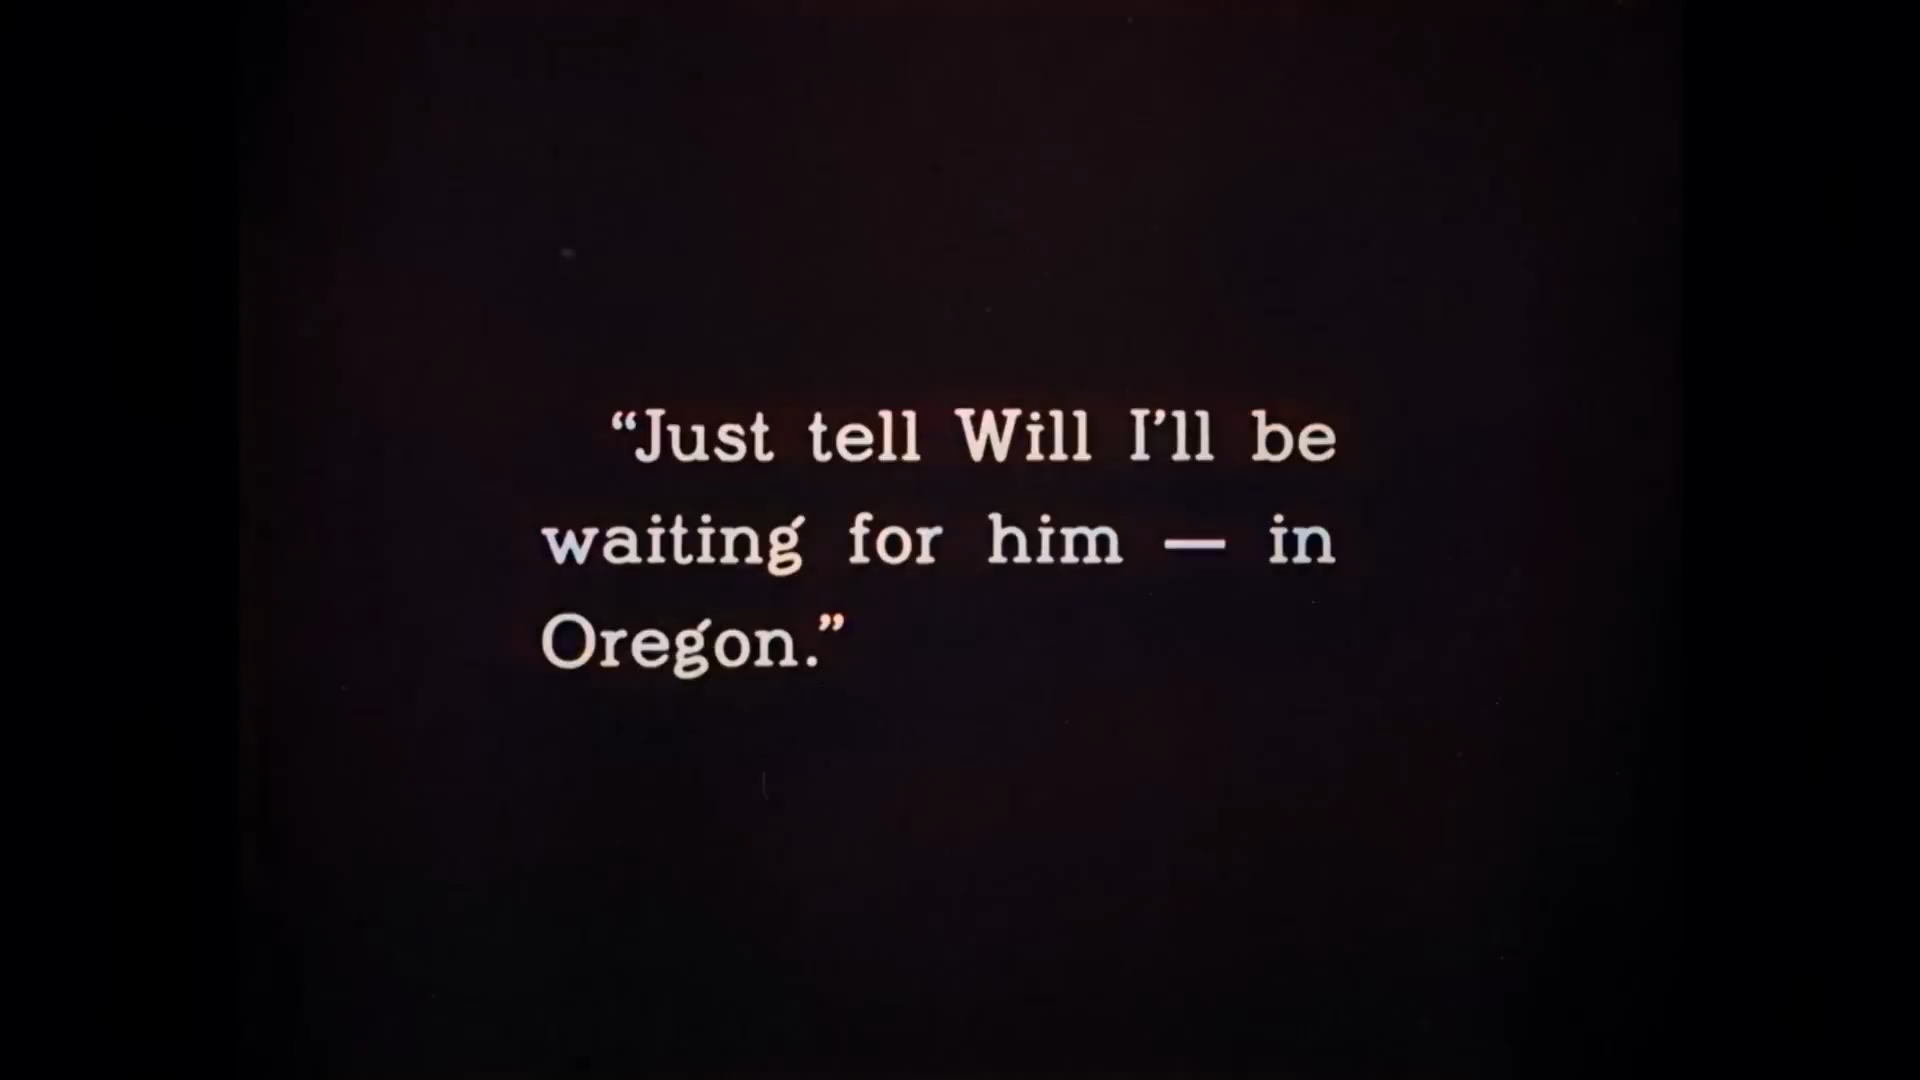 “Just tell Will I’ll be
waiting for him — in
Oregon.”